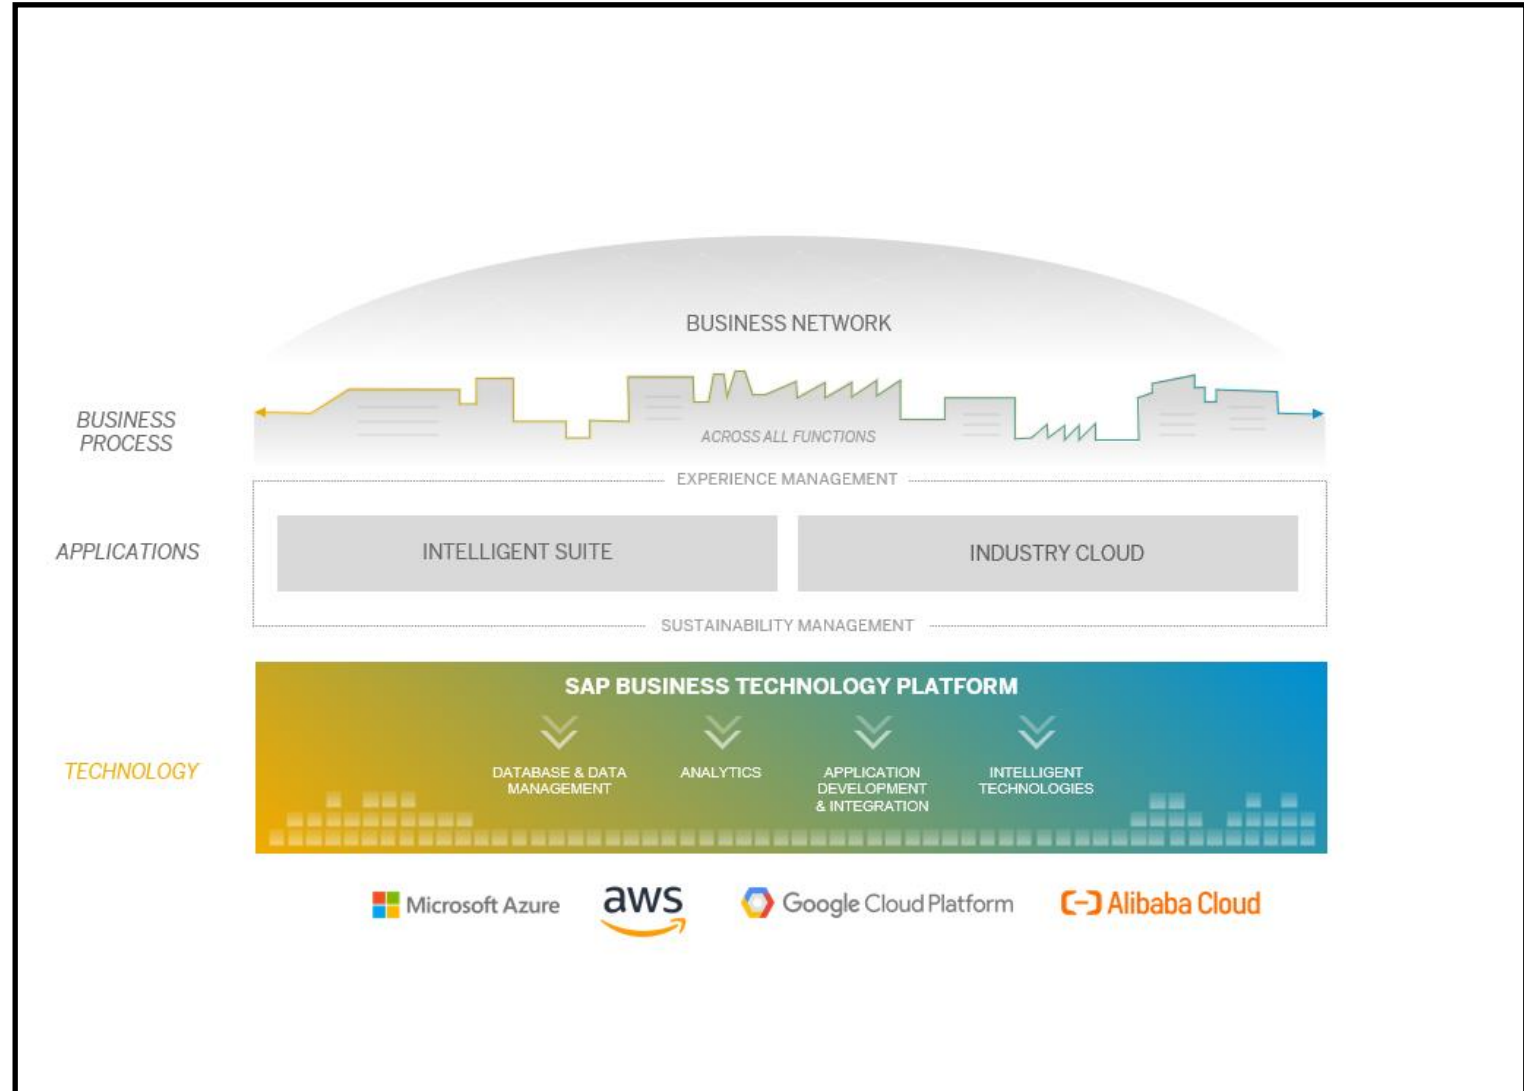 BUSINESS NETWORK
BUSINESS
PROCESS
ACROSS ALL FUNCTIONS
EXPERIENCE MANAGEMENT
APPLICATIONS
INTELLIGENT SUITE
INDUSTRY CLOUD
SUSTAINABILITY MANAGEMENT
SAP BUSINESS TECHNOLOGY PLATFORM
TECHNOLOGY
DATABASE & DATA
MANAGEMENT
ANALYTICS
APPLICATION
DEVELOPMENT
& INTEGRATION
INTELLIGENT
TECHNOLOGIES
Microsoft Azure
aws
Google Cloud Platform
Alibaba Cloud